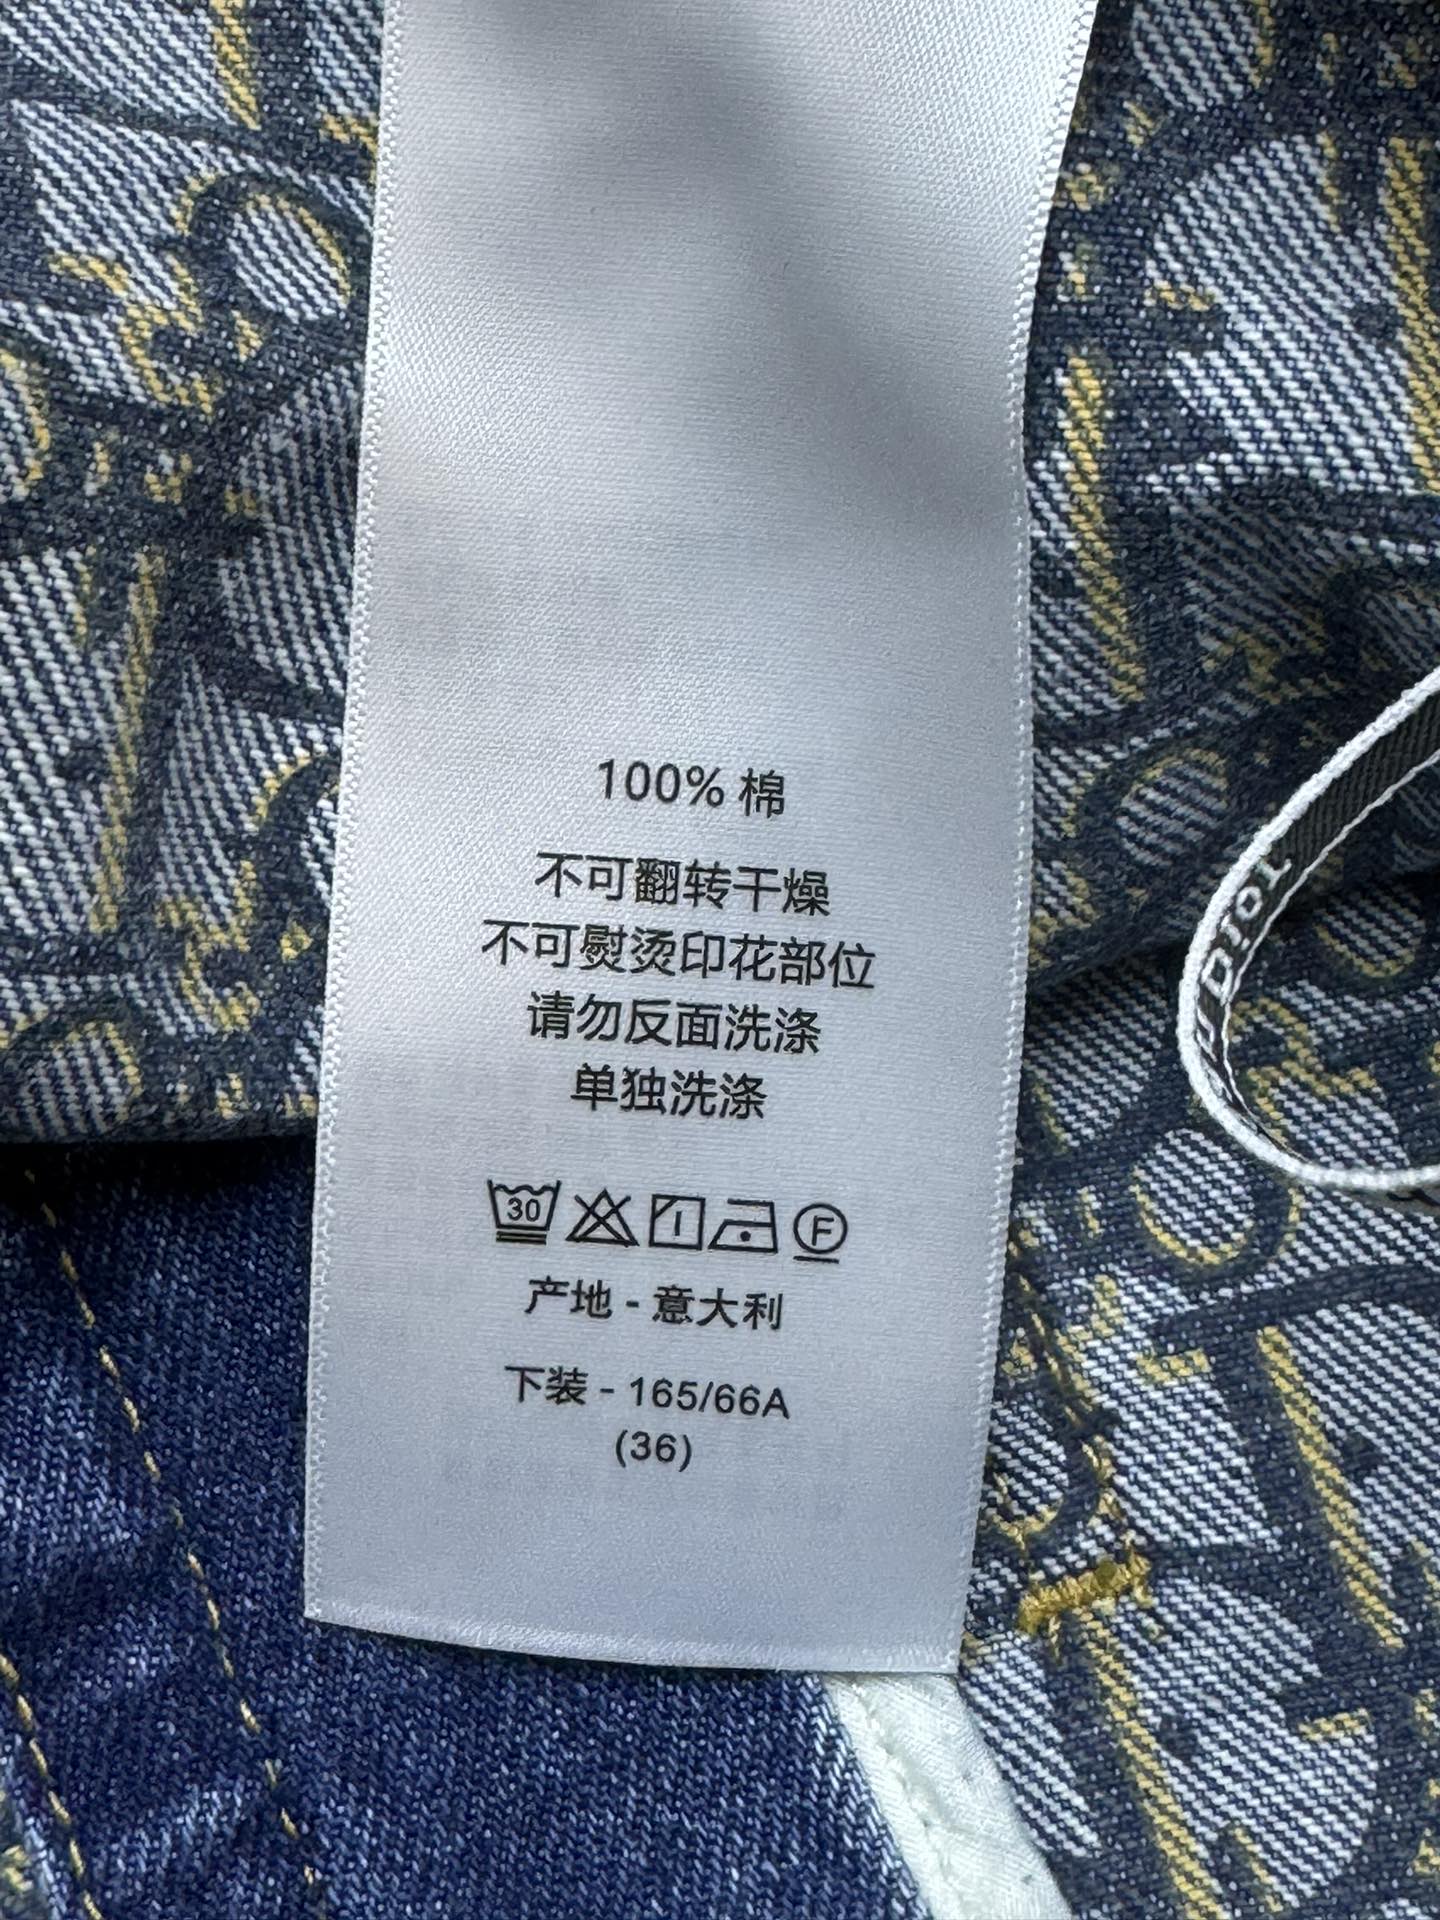 100% 棉
不可翻转干燥
不可熨烫印花部位
请勿反面洗涤
单独洗涤
30
F
产地 - 意大利
下装 - 165/66A
(36)
Dior